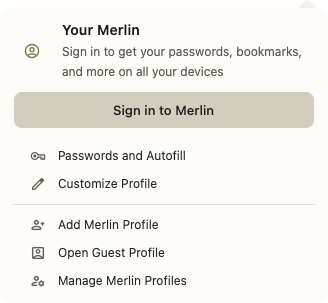 Your Merlin
Sign in to get your passwords, bookmarks,
and more on all your devices
Sign in to Merlin
Passwords and Autofill
Customize Profile
Add Merlin Profile
Open Guest Profile
Manage Merlin Profiles